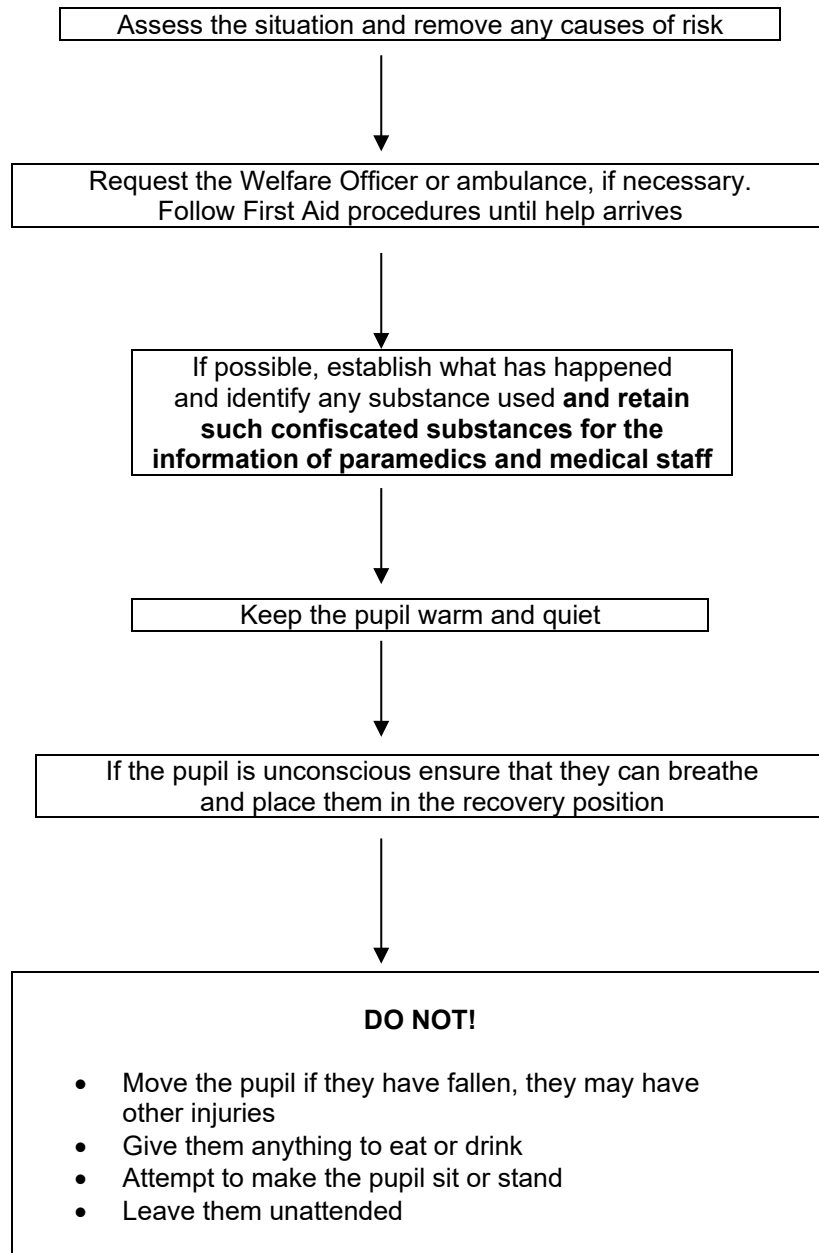 Assess the situation and remove any causes of risk
Request the Welfare Officer or ambulance, if necessary.
Follow First Aid procedures until help arrives
If possible, establish what has happened
and identify any substance used and retain
such confiscated substances for the
information of paramedics and medical staff
Keep the pupil warm and quiet
If the pupil is unconscious ensure that they can breathe
and place them in the recovery position
DO NOT!
• Move the pupil if they have fallen, they may have
other injuries
• Give them anything to eat or drink
• Attempt to make the pupil sit or stand
• Leave them unattended